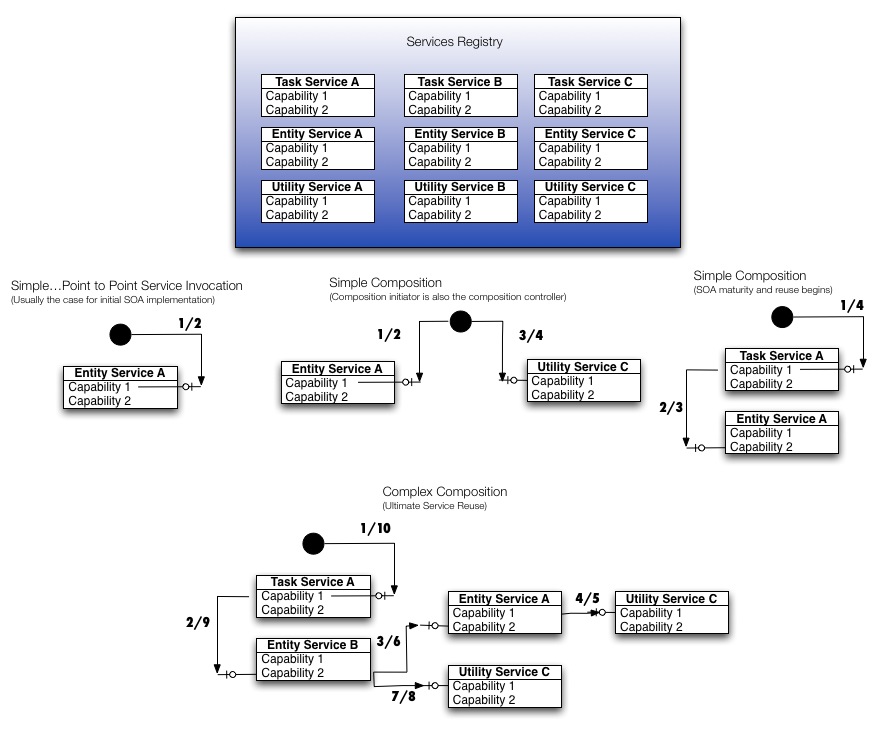 Services Registry
Task Service A
Capability 1
Capability 2
Task Service B
Capability 1
Capability 2
Task Service C
Capability 1
Capability 2
Entity Service A
Capability 1
Capability 2
Entity Service B
Capability 1
Capability 2
Entity Service C
Capability 1
Capability 2
Utility Service A
Capability 1
Capability 2
Utility Service B
Capability 1
Capability 2
Utility Service C
Capability 1
Capability 2
Simple...Point to Point Service Invocation
(Usually the case for initial SOA implementation)
1/2
Entity Service A
Capability 1
Capability 2
Simple Composition
(Composition initiator is also the composition controller)
1/2
3/4
Entity Service A
Capability 1
Capability 2
Utility Service C
Capability 1
Capability 2
Simple Composition
(SOA maturity and reuse begins)
1/4
Task Service A
Capability 1
Capability 2
2/3
Entity Service A
Capability 1
Capability 2
Complex Composition
(Ultimate Service Reuse)
1/10
Task Service A
Capability 1
Capability 2
2/9
Entity Service B
Capability 1
Capability 2
3/6
Entity Service A
Capability 1
Capability 2
4/5
Utility Service C
Capability 1
Capability 2
7/8
Utility Service C
Capability 1
Capability 2